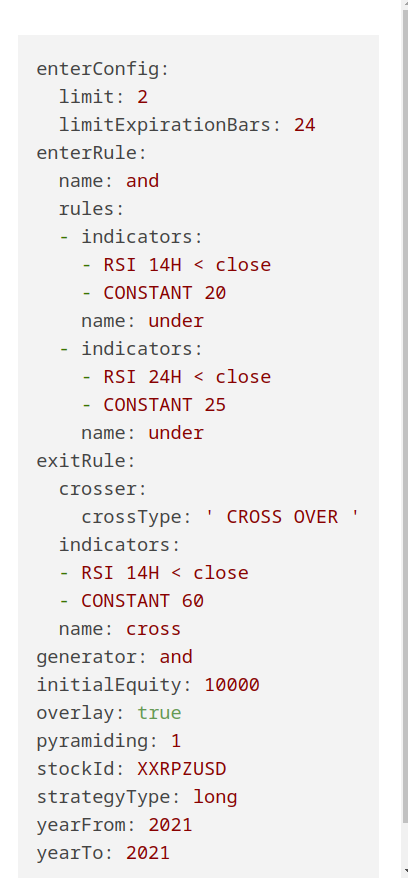 enterConfig:
  limit: 2
  limitExpirationBars: 24
enterRule:
  name: and
  rules:
  - indicators:
    - RSI 14H < close
    - CONSTANT 20
    name: under
  - indicators:
    - RSI 24H < close
    - CONSTANT 25
    name: under
exitRule:
  crosser:
    crossType: ' CROSS OVER '
  indicators:
  - RSI 14H < close
  - CONSTANT 60
  name: cross
generator: and
initialEquity: 10000
overlay: true
pyramiding: 1
stockId: XXRPZUSD
strategyType: long
yearFrom: 2021
yearTo: 2021